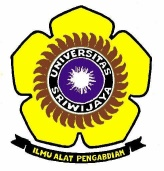 UNIVERSITAS
SRIWIJAYA
ILMU ALAT PENGABDIAN